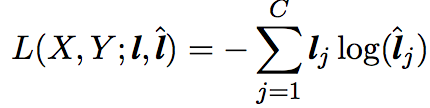 L(X, Y; l, l̂) = − ∑_{j=1}^{C} l_j log(l̂_j)